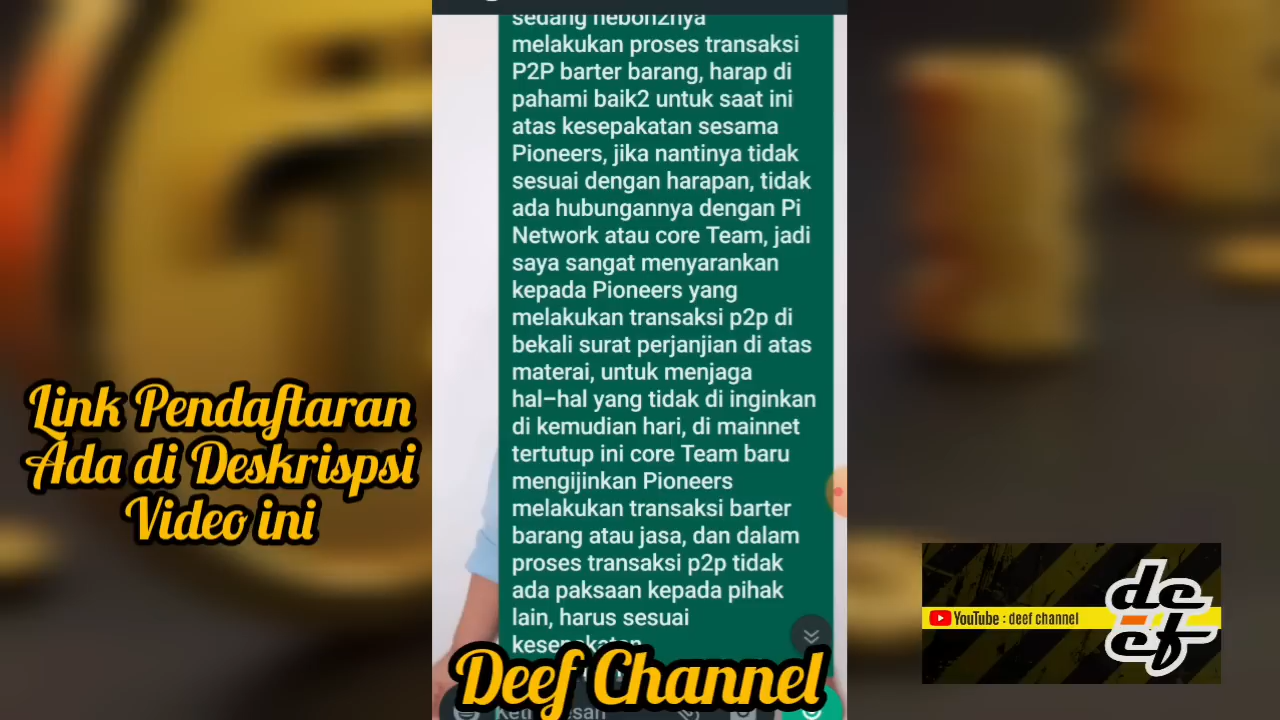 sedang heboh2nya
melakukan proses transaksi
P2P barter barang, harap di
pahami baik2 untuk saat ini
atas kesepakatan sesama
Pioneers, jika nantinya tidak
sesuai dengan harapan, tidak
ada hubungannya dengan Pi
Network atau core Team, jadi
saya sangat menyarankan
kepada Pioneers yang
melakukan transaksi p2p di
bekali surat perjanjian di atas
materai, untuk menjaga
hal–hal yang tidak di inginkan
di kemudian hari, di mainnet
tertutup ini core Team baru
mengijinkan Pioneers
melakukan transaksi barter
barang atau jasa, dan dalam
proses transaksi p2p tidak
ada paksaan kepada pihak
lain, harus sesuai
kesepakatan
Link Pendaftaran
Ada di Deskrispsi
Video ini
Deef Channel
YouTube : deef channel
de
ef